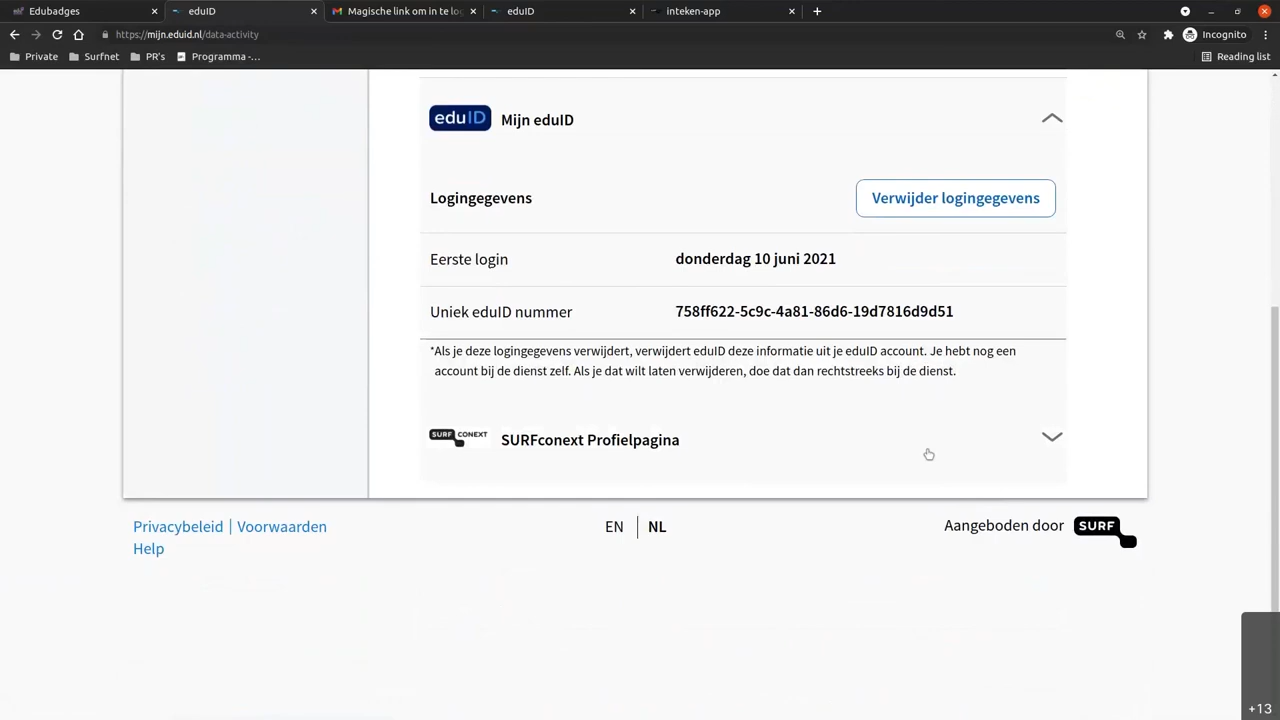 Edubadges
eduID
Magische link om in te lo
eduID
inteken-app
https://mijn.eduid.nl/data-activity
Incognito
Private
Surfnet
PR's
Programma -...
Reading list
eduID Mijn eduID
Logingegevens
Verwijder logingegevens
Eerste login donderdag 10 juni 2021
Uniek eduID nummer 758ff622-5c9c-4a81-86d6-19d7816d9d51
*Als je deze logingegevens verwijdert, verwijdert eduID deze informatie uit je eduID account. Je hebt nog een
account bij de dienst zelf. Als je dat wilt laten verwijderen, doe dat dan rechtstreeks bij de dienst.
SURF CONEXT SURFconext Profielpagina
Privacybeleid | Voorwaarden
Help
EN | NL
Aangeboden door SURF
+13